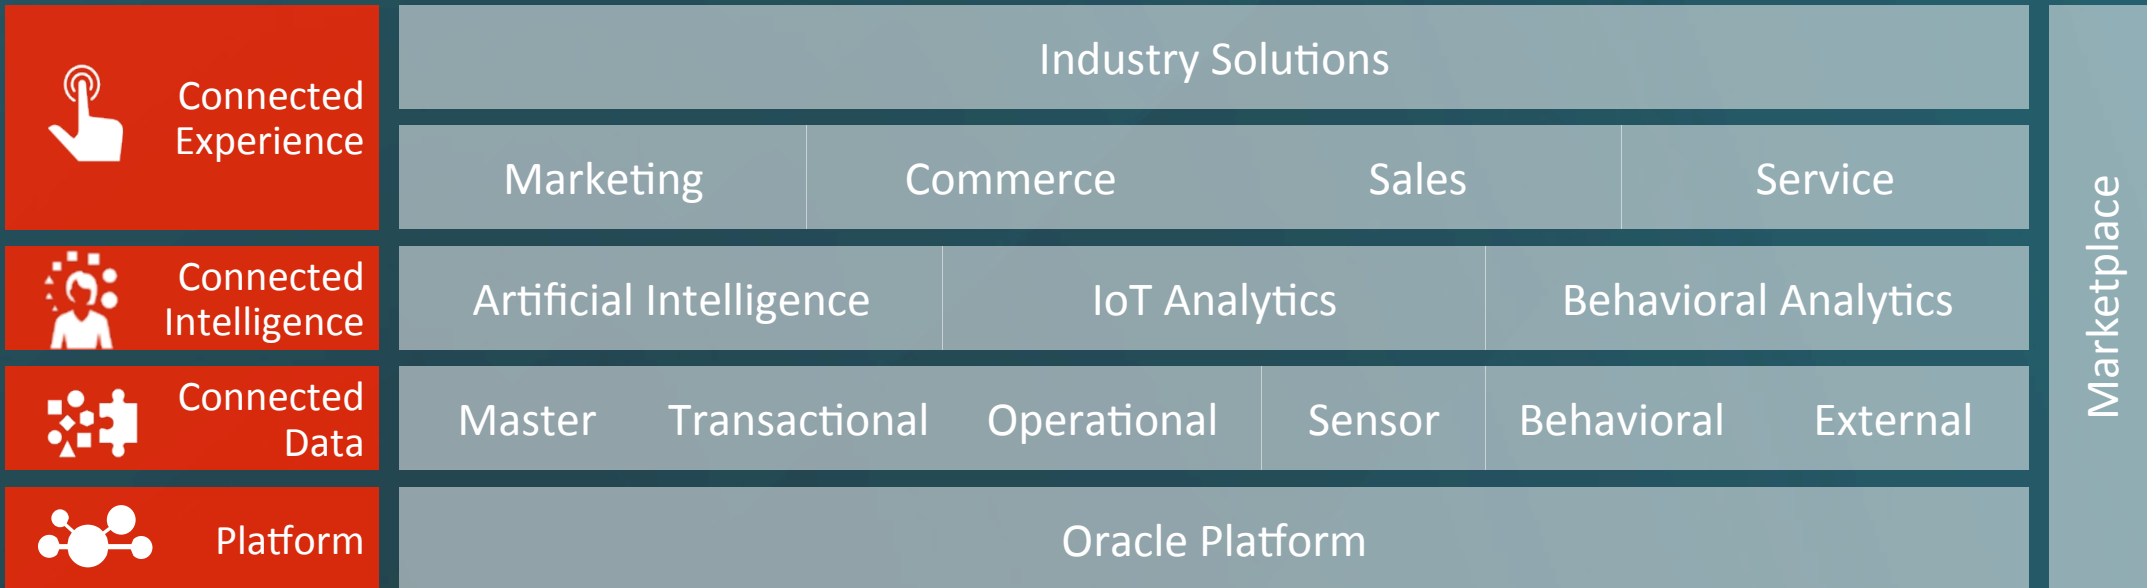 Connected
Experience
Industry Solutions
Marketing Commerce Sales Service
Connected
Intelligence
Artificial Intelligence IoT Analytics Behavioral Analytics
Connected
Data
Master Transactional Operational Sensor Behavioral External
Platform
Oracle Platform
Marketplace